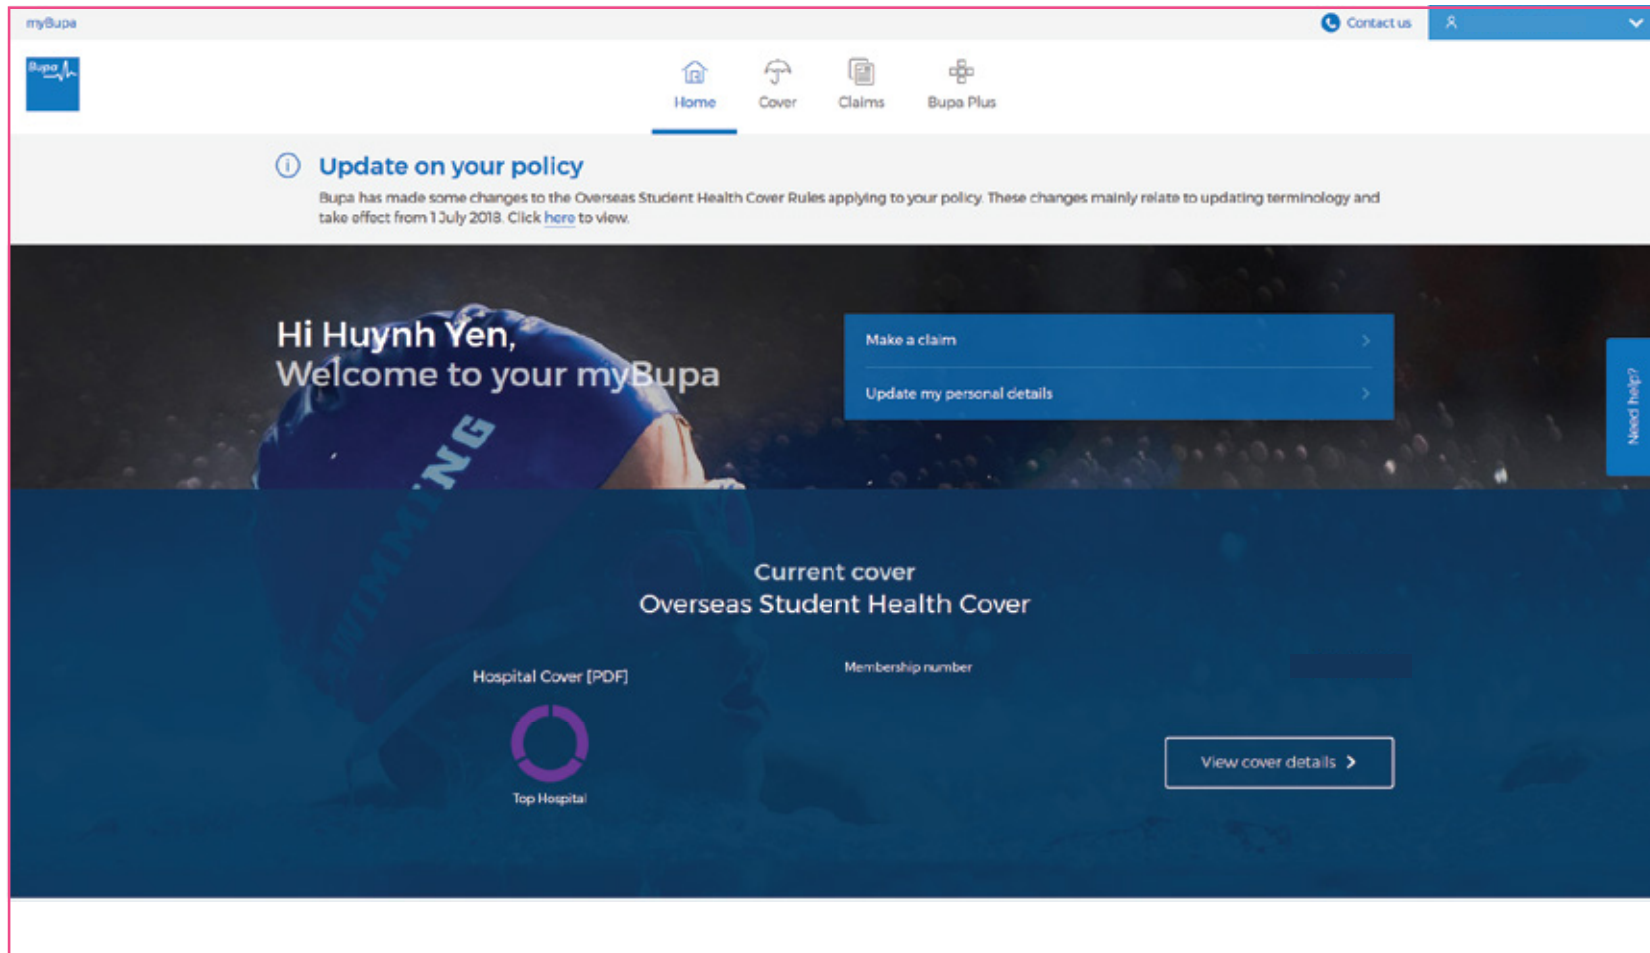 myBupa
Contact us
Bupa
Home
Cover
Claims
Bupa Plus
Update on your policy
Bupa has made some changes to the Overseas Student Health Cover Rules applying to your policy. These changes mainly relate to updating terminology and
take effect from 1 July 2018. Click here to view.
Hi Huynh Yen,
Welcome to your myBupa
Make a claim
Update my personal details
Need help?
SWIMMING
Current cover
Overseas Student Health Cover
Hospital Cover [PDF]
Membership number
Top Hospital
View cover details